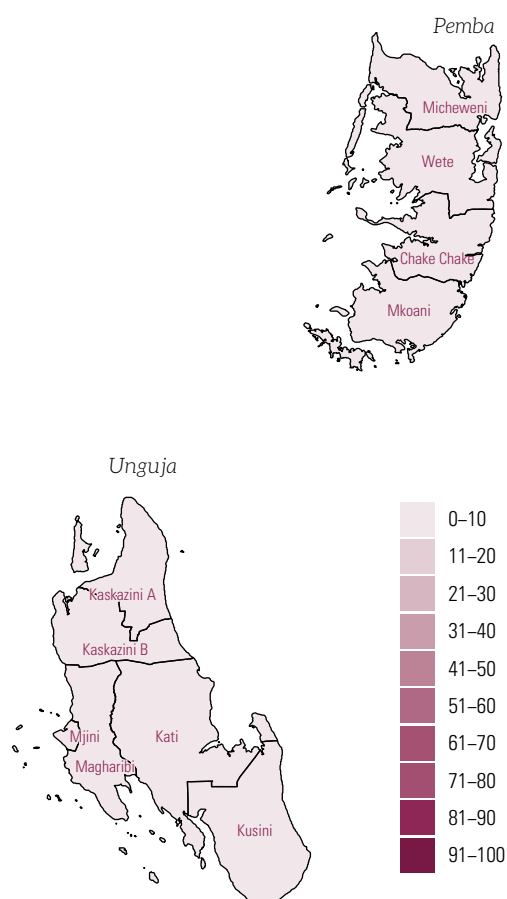 Pemba
Micheweni
Wete
Chake Chake
Mkoani
Unguja
Kaskazini A
Kaskazini B
Mjini
Kati
Magharibi
Kusini
0–10
11–20
21–30
31–40
41–50
51–60
61–70
71–80
81–90
91–100